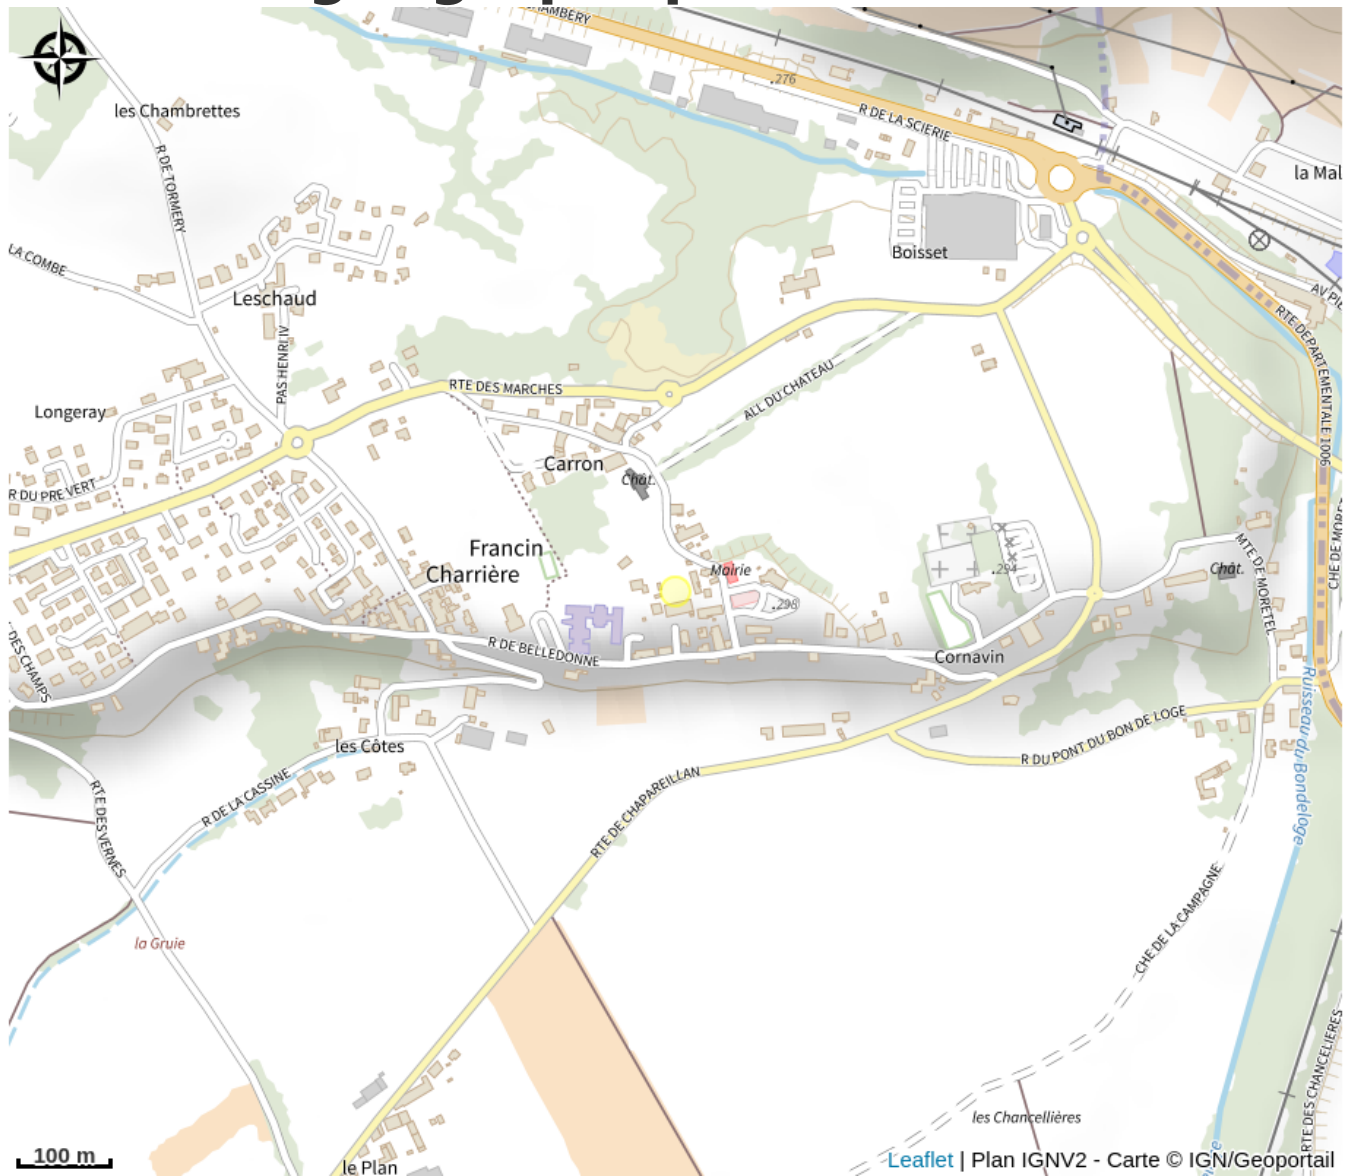 CHAMBERY
.276
R DE LA SCIERIE
les Chambrettes
R DE TORMERY
la Mal
LA COMBE
Boisset
Leschaud
AV PIE
PAS HENRI IV
RTE DEPARTEMENTALE 1006
RTE DES MARCHES
ALL DU CHATEAU
Longeray
Carron
Chât.
R DU PRE VERT
Francin
Charrière
Mairie
.294
.298
Chât.
MTE DE MORETEL
CHE DE MORE
R DE BELLEDONNE
Cornavin
DES CHAMPS
Ruisseau du Bondeloge
R DU PONT DU BON DE LOGE
les Côtes
R DE LA CASSINE
RTE DE CHAPAREILLAN
RTE DES VERNES
CHE DE LA CAMPAGNE
la Gruie
RTE DES CHANCELIERES
les Chancellières
100 m
le Plan
Leaflet | Plan IGNV2 - Carte © IGN/Geoportail